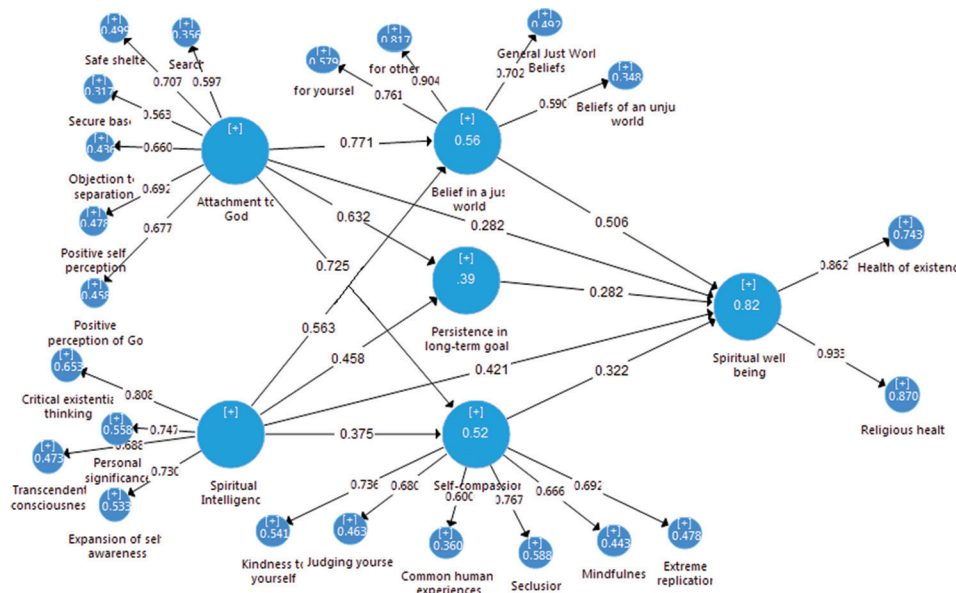 [+]
0.499
Safe shelte
[+]
0.356
Searc
[+]
0.317
Secure bas
[+]
0.436
Objection to
separation
[+]
0.478
Positive self
perception
[+]
0.458
Positive
perception of Go
0.707
0.597
0.563
0.660
0.692
0.677
[+]
Attachment to
God
[+]
0.579
for yoursel
[+]
0.817
for other
[+]
0.492
General Just Worl
Beliefs
[+]
0.348
Beliefs of an unju
world
0.761
0.904
0.702
0.590
[+]
0.56
Belief in a jus
world
0.771
0.632
0.282
0.725
0.506
[+]
.39
Persistence in
long-term goal
0.282
[+]
0.82
Spiritual well
being
0.862
[+]
0.743
Health of existenc
0.933
[+]
0.870
Religious healt
0.563
0.458
0.421
0.375
0.322
[+]
0.653
Critical existentia
thinking
[+]
0.558
Personal
significance
[+]
0.473
Transcendent
consciousnes
[+]
0.533
Expansion of self
awareness
0.808
0.747
0.688
0.730
[+]
Spiritual
Intelligenc
[+]
0.52
Self-compassion
0.736
0.680
0.600
0.767
0.666
0.692
[+]
0.541
Kindness to
yourself
[+]
0.463
Judging yourse
[+]
0.360
Common human
experiences
[+]
0.588
Seclusior
[+]
0.443
Mindfulnes
[+]
0.478
Extreme
replication